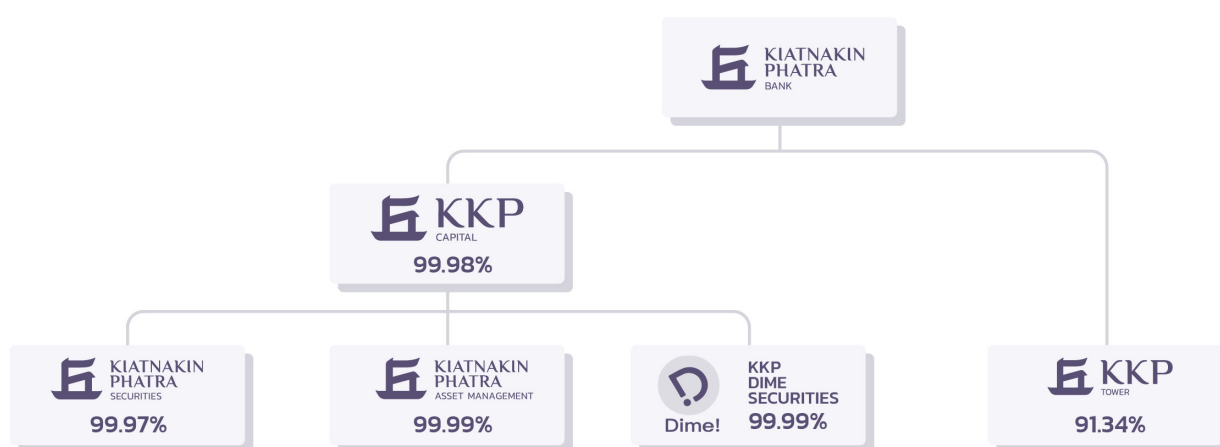 KIATNAKIN
PHATRA
BANK
KKP
CAPITAL
99.98%
KIATNAKIN
PHATRA
SECURITIES
99.97%
KIATNAKIN
PHATRA
ASSET MANAGEMENT
99.99%
Dime!
KKP
DIME
SECURITIES
99.99%
KKP
TOWER
91.34%